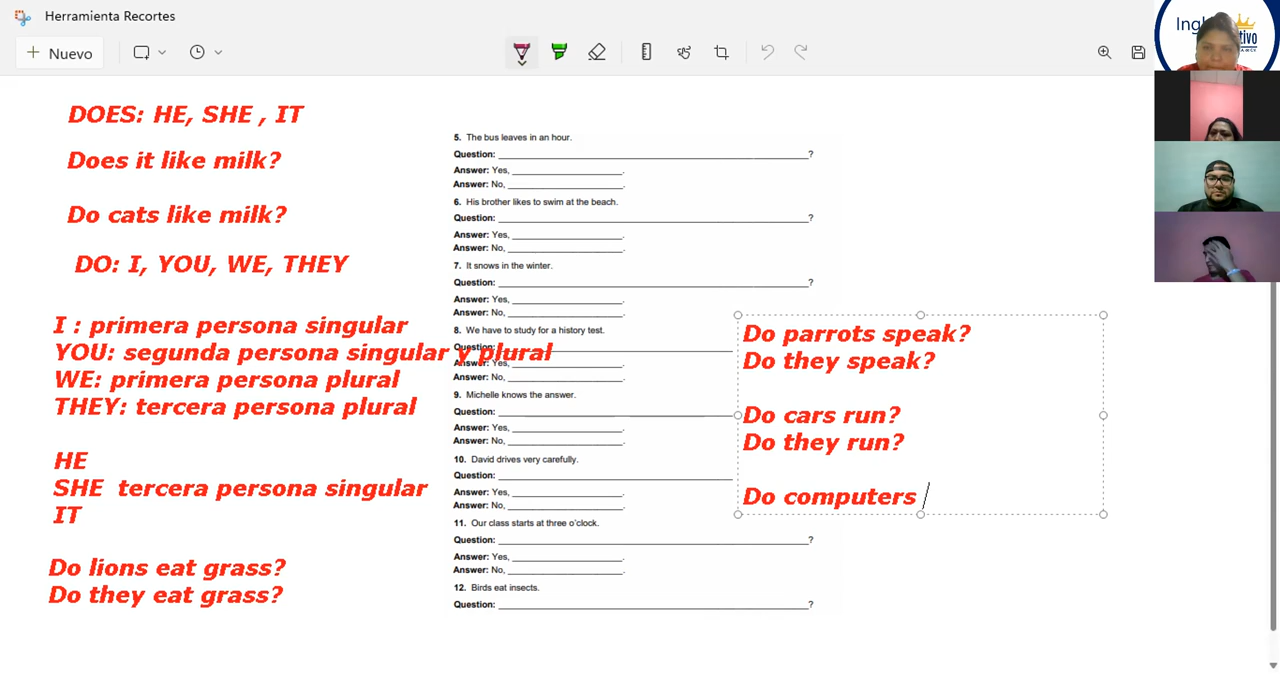 Herramienta Recortes
Nuevo
DOES: HE, SHE , IT
Does it like milk?
Do cats like milk?
DO: I, YOU, WE, THEY
I : primera persona singular
YOU: segunda persona singular y plural
WE: primera persona plural
THEY: tercera persona plural
HE
SHE tercera persona singular
IT
Do lions eat grass?
Do they eat grass?
5. The bus leaves in an hour.
Question: ?
Answer: Yes, .
Answer: No, .
6. His brother likes to swim at the beach.
Question: ?
Answer: Yes, .
Answer: No, .
7. It snows in the winter.
Question: ?
Answer: Yes, .
Answer: No, .
8. We have to study for a history test.
Question:
Answer: Yes, .
Answer: No, .
9. Michelle knows the answer.
Question:
Answer: Yes, .
Answer: No, .
10. David drives very carefully.
Question:
Answer: Yes, .
Answer: No, .
11. Our class starts at three o'clock.
Question: ?
Answer: Yes, .
Answer: No, .
12. Birds eat insects.
Question: ?
Do parrots speak?
Do they speak?
Do cars run?
Do they run?
Do computers